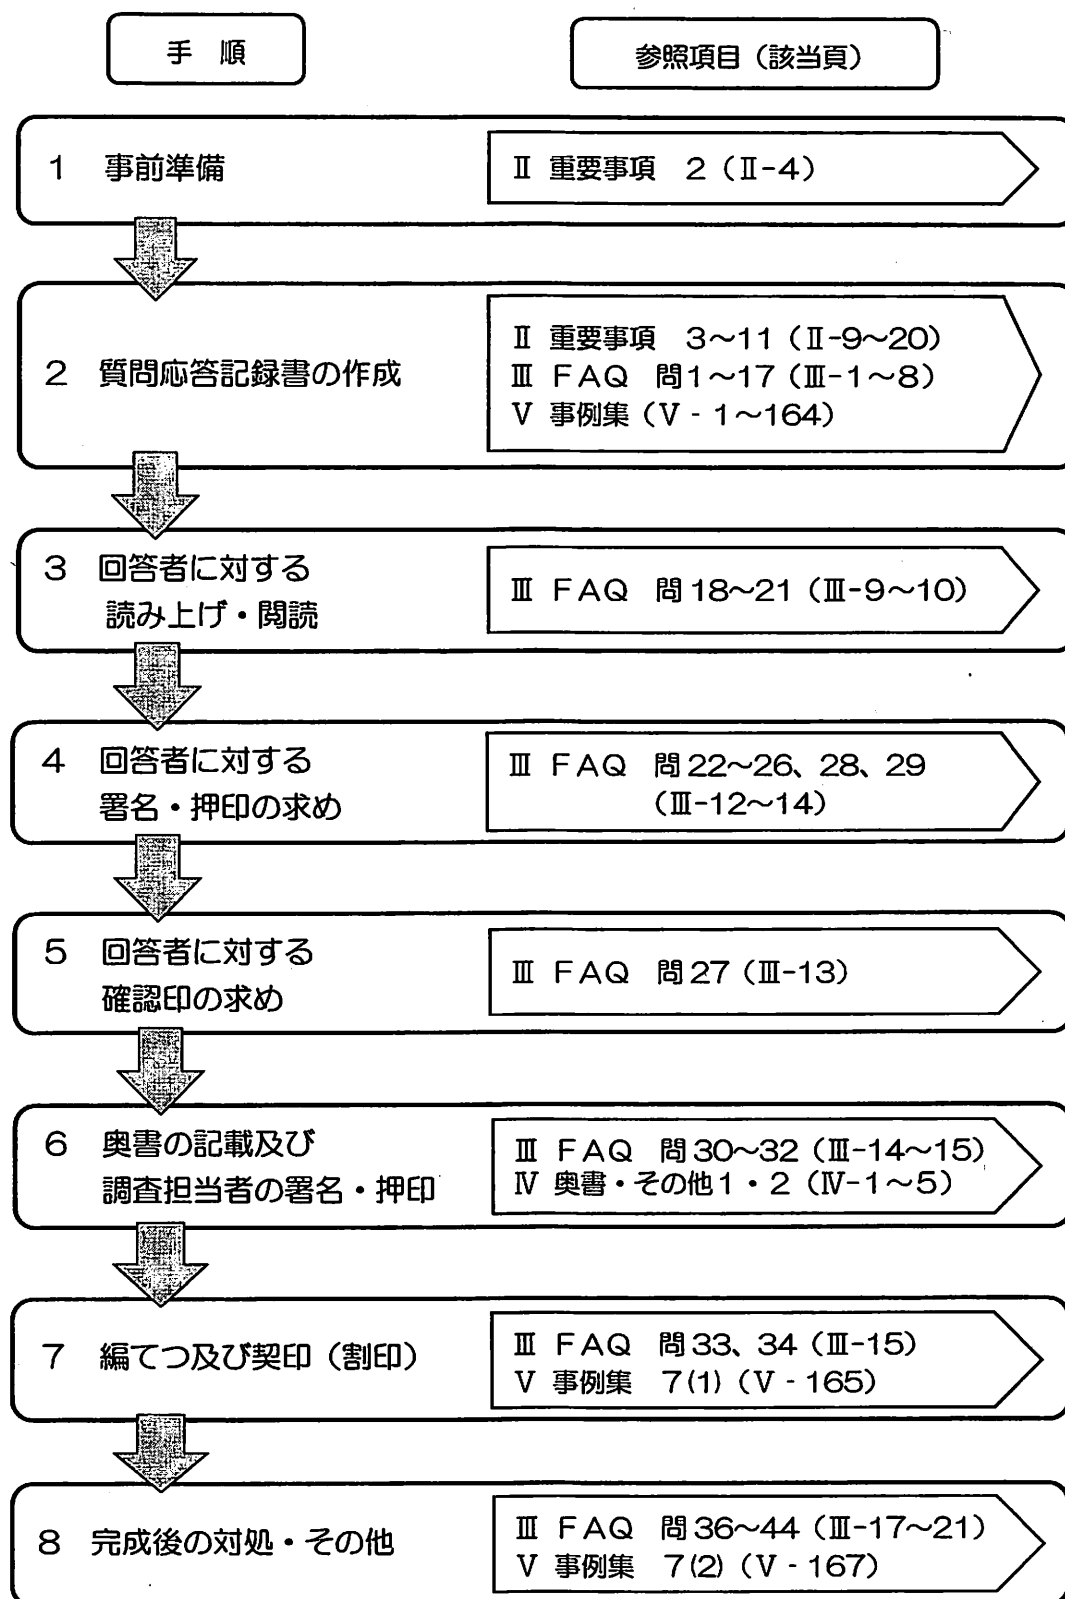 手　順
参照項目（該当頁）
1　事前準備
Ⅱ 重要事項　2（Ⅱ-4）
2　質問応答記録書の作成
Ⅱ 重要事項　3～11（Ⅱ-9～20）
Ⅲ ＦＡＱ　問1～17（Ⅲ-1～8）
Ⅴ 事例集（Ⅴ - 1～164）
3　回答者に対する
読み上げ・閲読
Ⅲ ＦＡＱ　問18～21（Ⅲ-9～10）
4　回答者に対する
署名・押印の求め
Ⅲ ＦＡＱ　問22～26、28、29
（Ⅲ-12～14）
5　回答者に対する
確認印の求め
Ⅲ ＦＡＱ　問27（Ⅲ-13）
6　奥書の記載及び
調査担当者の署名・押印
Ⅲ ＦＡＱ　問30～32（Ⅲ-14～15）
Ⅳ 奥書・その他1・2（Ⅳ-1～5）
7　編てつ及び契印（割印）
Ⅲ ＦＡＱ　問33、34（Ⅲ-15）
Ⅴ 事例集　7(1)（Ⅴ - 165）
8　完成後の対処・その他
Ⅲ ＦＡＱ　問36～44（Ⅲ-17～21）
Ⅴ 事例集　7(2)（Ⅴ - 167）